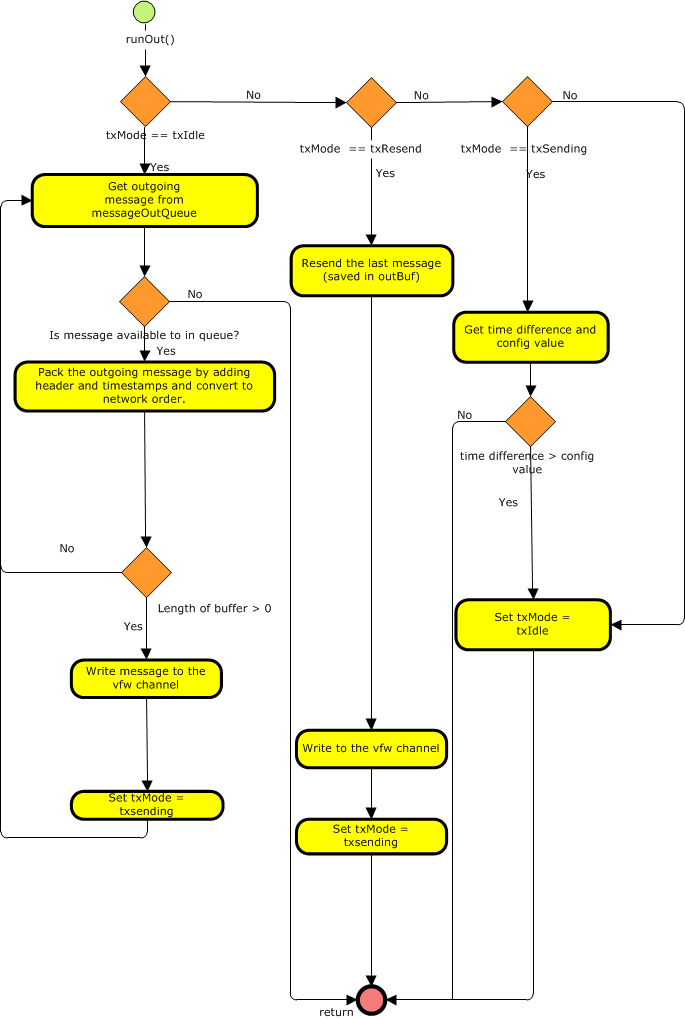 runOut()
No
No
No
txMode == txIdle
txMode == txResend
txMode == txSending
Yes
Yes
Yes
Get outgoing
message from
messageOutQueue
Resend the last message
(saved in outBuf)
No
Is message available to in queue?
Get time difference and
config value
Yes
Pack the outgoing message by adding
header and timestamps and convert to
network order.
No
time difference > config
value
Yes
No
Length of buffer > 0
Yes
Set txMode =
txIdle
Write message to the
vfw channel
Write to the vfw channel
Set txMode =
txsending
Set txMode =
txsending
return